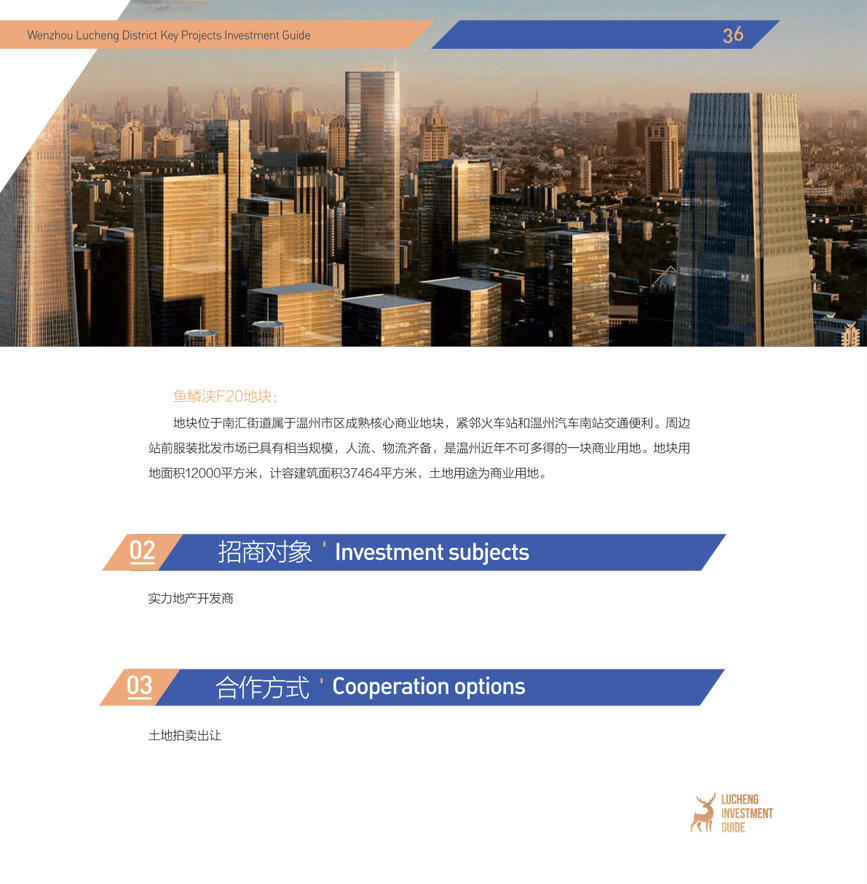 Wenzhou Lucheng District Key Projects Investment Guide
36
鱼鳞浃F20地块：
地块位于南汇街道属于温州市区成熟核心商业地块，紧邻火车站和温州汽车南站交通便利。周边
站前服装批发市场已具有相当规模，人流、物流齐备，是温州近年不可多得的一块商业用地。地块用
地面积12000平方米，计容建筑面积37464平方米，土地用途为商业用地。
02 招商对象 ' Investment subjects
实力地产开发商
03 合作方式 ' Cooperation options
土地拍卖出让
LUCHENG
INVESTMENT
GUIDE